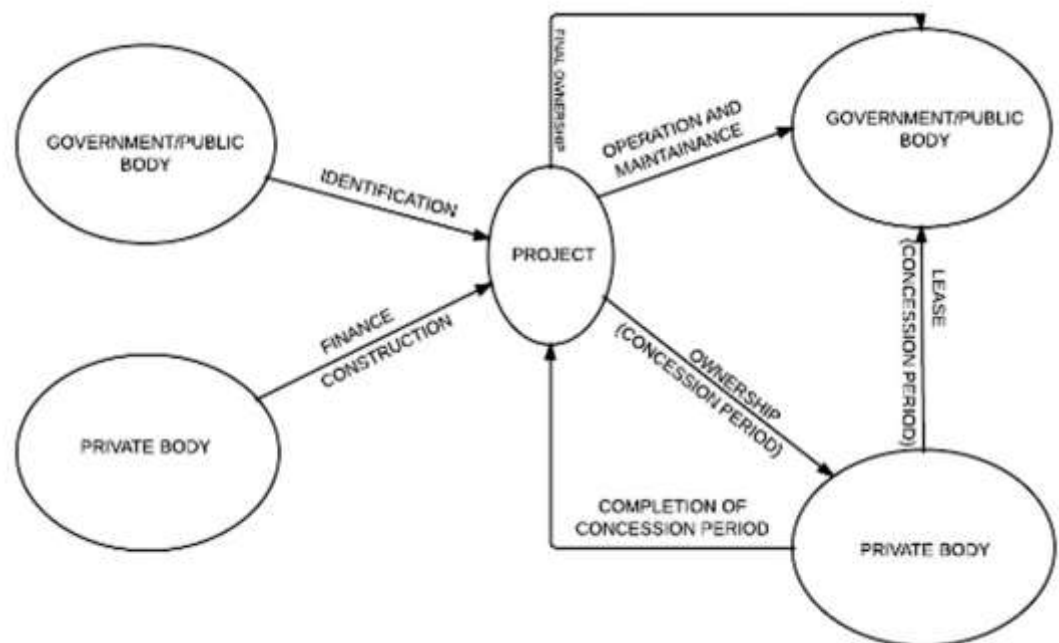 GOVERNMENT/PUBLIC
BODY
IDENTIFICATION
PRIVATE BODY
FINANCE
CONSTRUCTION
PROJECT
FINAL OWNERSHIP
OPERATION AND
MAINTAINANCE
GOVERNMENT/PUBLIC
BODY
OWNERSHIP
(CONCESSION PERIOD)
LEASE
(CONCESSION PERIOD)
COMPLETION OF
CONCESSION PERIOD
PRIVATE BODY